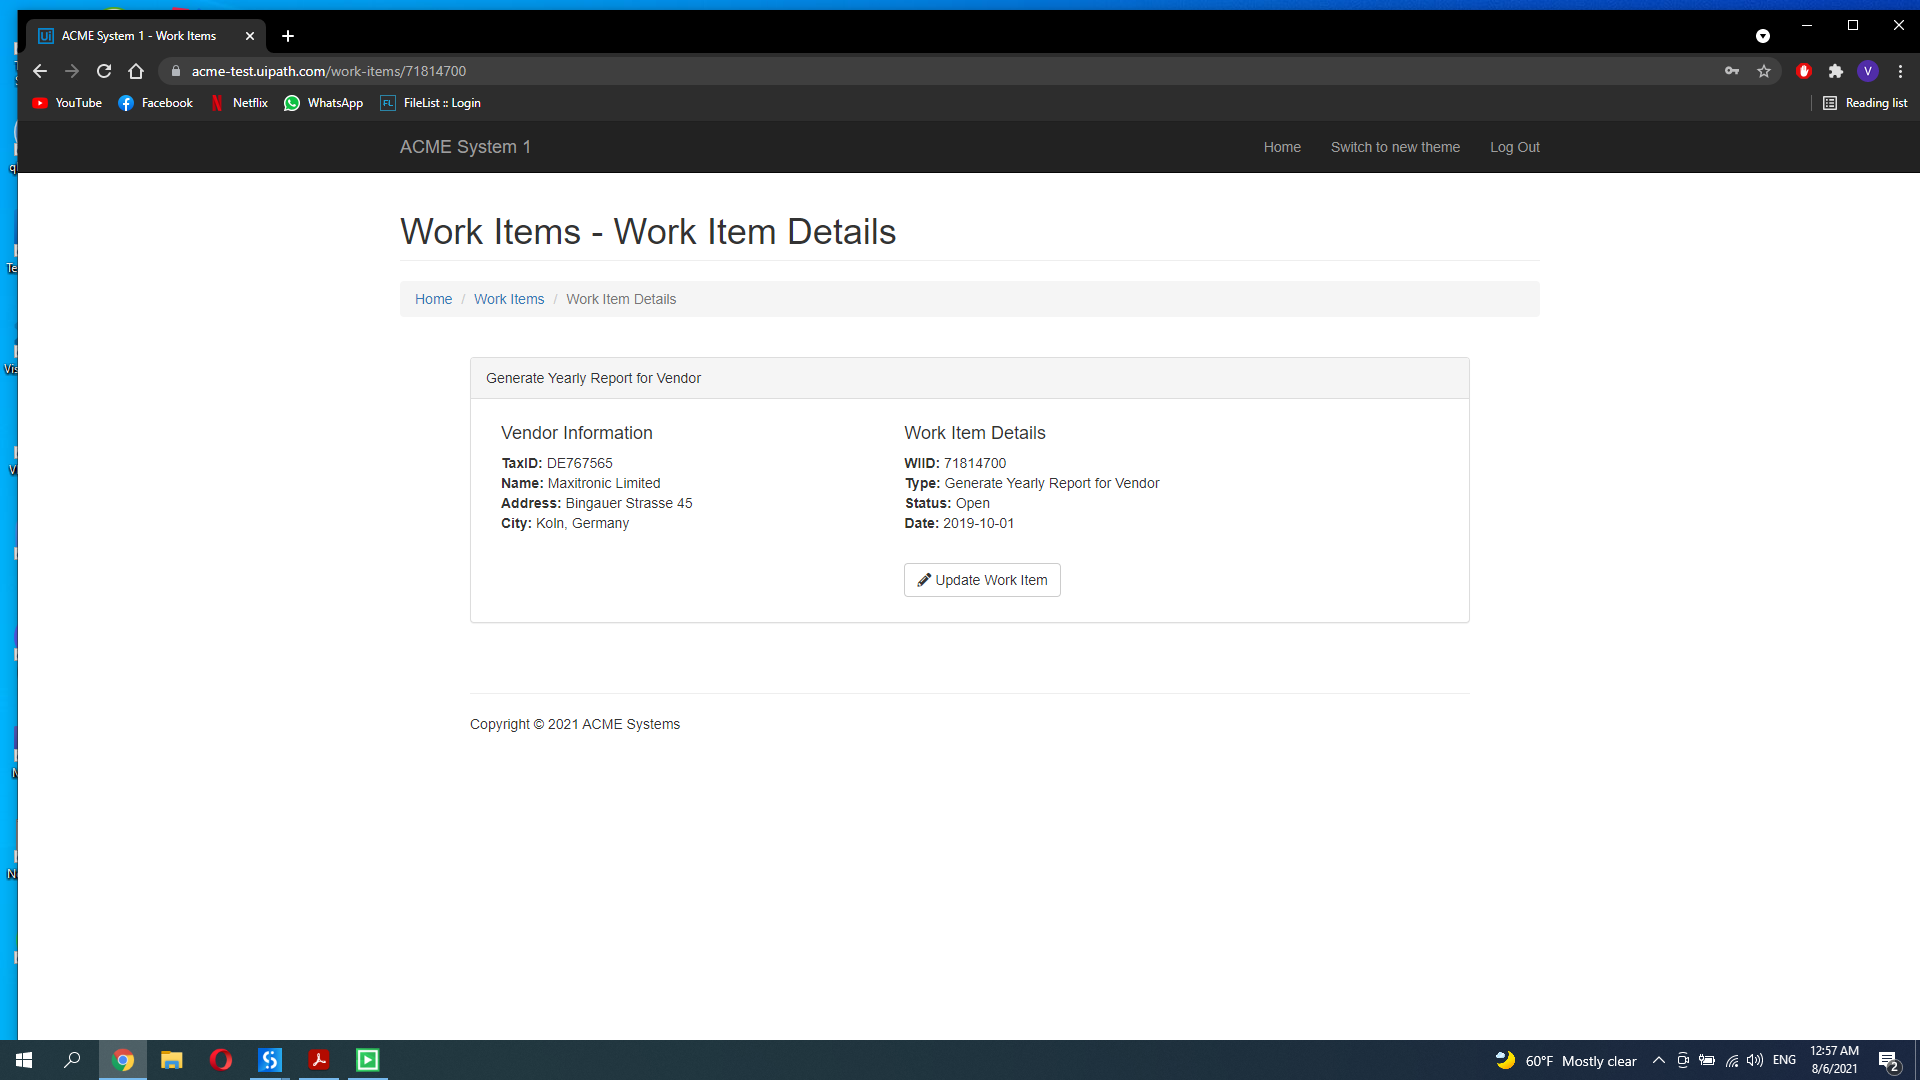 ACME System 1 - Work Items
acme-test.uipath.com/work-items/71814700
V
YouTube
Facebook
Netflix
WhatsApp
FL
FileList :: Login
Reading list
ACME System 1
Home
Switch to new theme
Log Out
Work Items - Work Item Details
Home / Work Items / Work Item Details
Generate Yearly Report for Vendor
Vendor Information
TaxID: DE767565
Name: Maxitronic Limited
Address: Bingauer Strasse 45
City: Koln, Germany
Work Item Details
WIID: 71814700
Type: Generate Yearly Report for Vendor
Status: Open
Date: 2019-10-01
Update Work Item
Copyright © 2021 ACME Systems
60°F Mostly clear
ENG
12:57 AM
8/6/2021
2